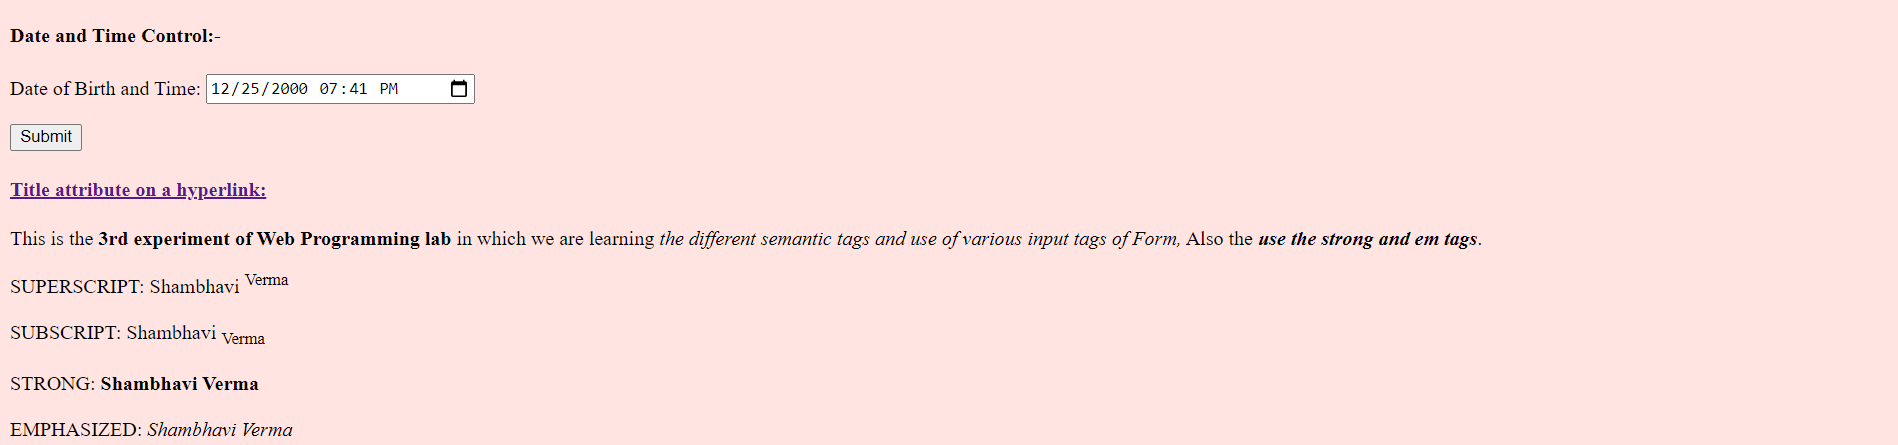 Date and Time Control:-
Date of Birth and Time: 12/25/2000 07:41 PM
Submit
Title attribute on a hyperlink:
This is the 3rd experiment of Web Programming lab in which we are learning the different semantic tags and use of various input tags of Form, Also the use the strong and em tags.
SUPERSCRIPT: Shambhavi Verma
SUBSCRIPT: Shambhavi Verma
STRONG: Shambhavi Verma
EMPHASIZED: Shambhavi Verma